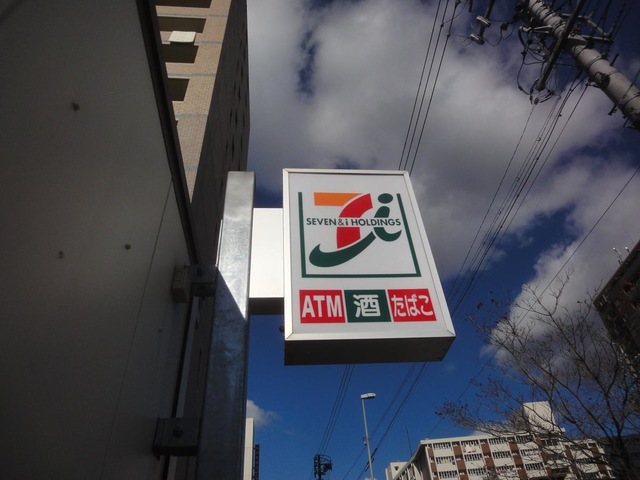 SEVEN & i HOLDINGS
ATM 酒 たばこ